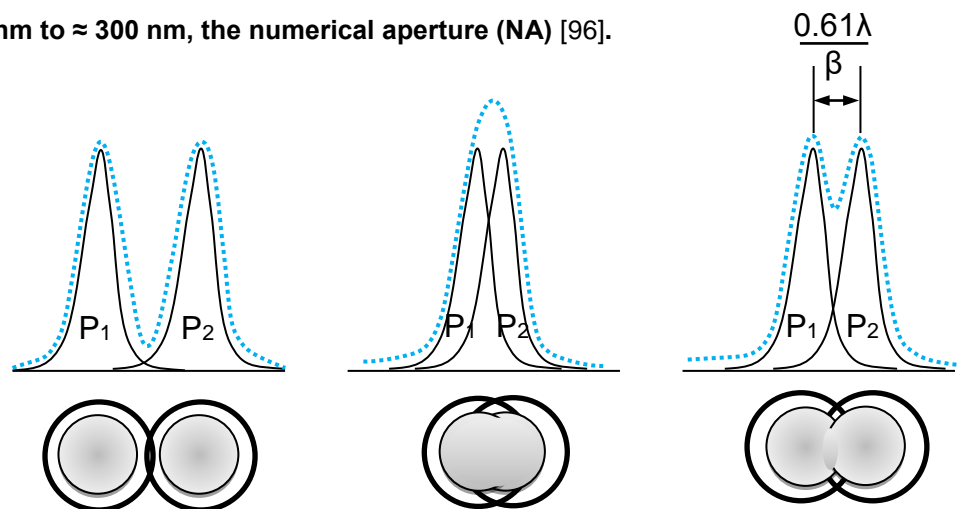 nm to ≈ 300 nm, the numerical aperture (NA) [96].
0.61λ
β
P₁ P₂ P₁ P₂ P₁ P₂